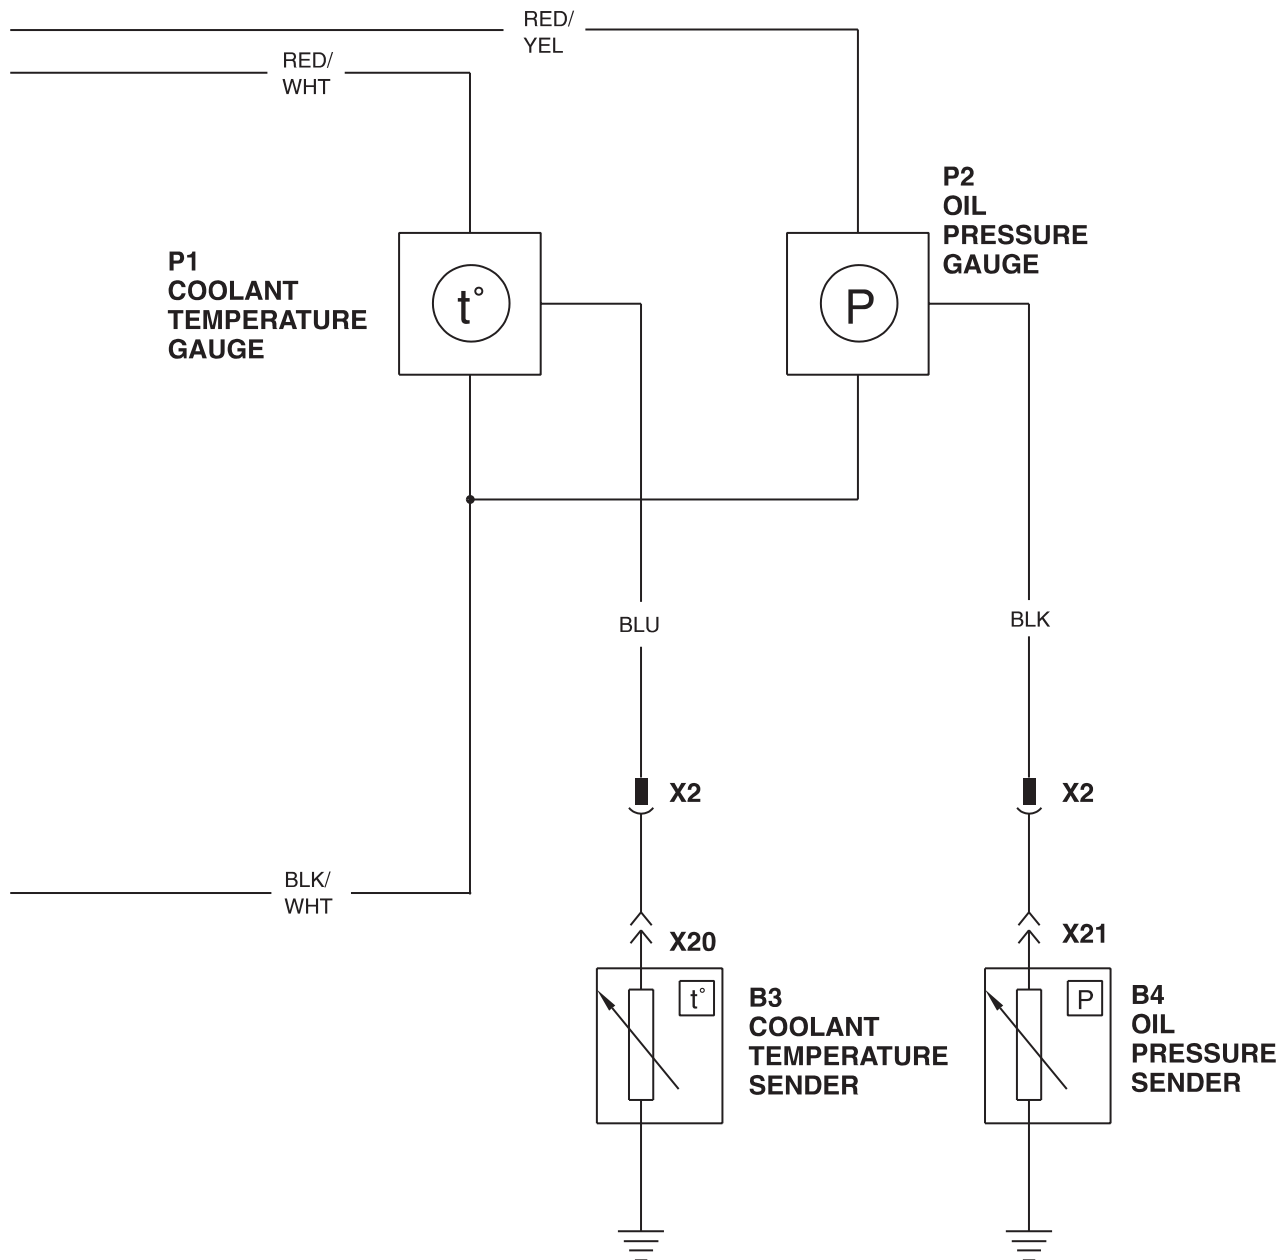 RED/
YEL
RED/
WHT
P2
OIL
PRESSURE
GAUGE
P1
COOLANT
TEMPERATURE
GAUGE
t°
P
BLU
BLK
X2
X2
BLK/
WHT
X20
X21
t°
P
B3
COOLANT
TEMPERATURE
SENDER
B4
OIL
PRESSURE
SENDER